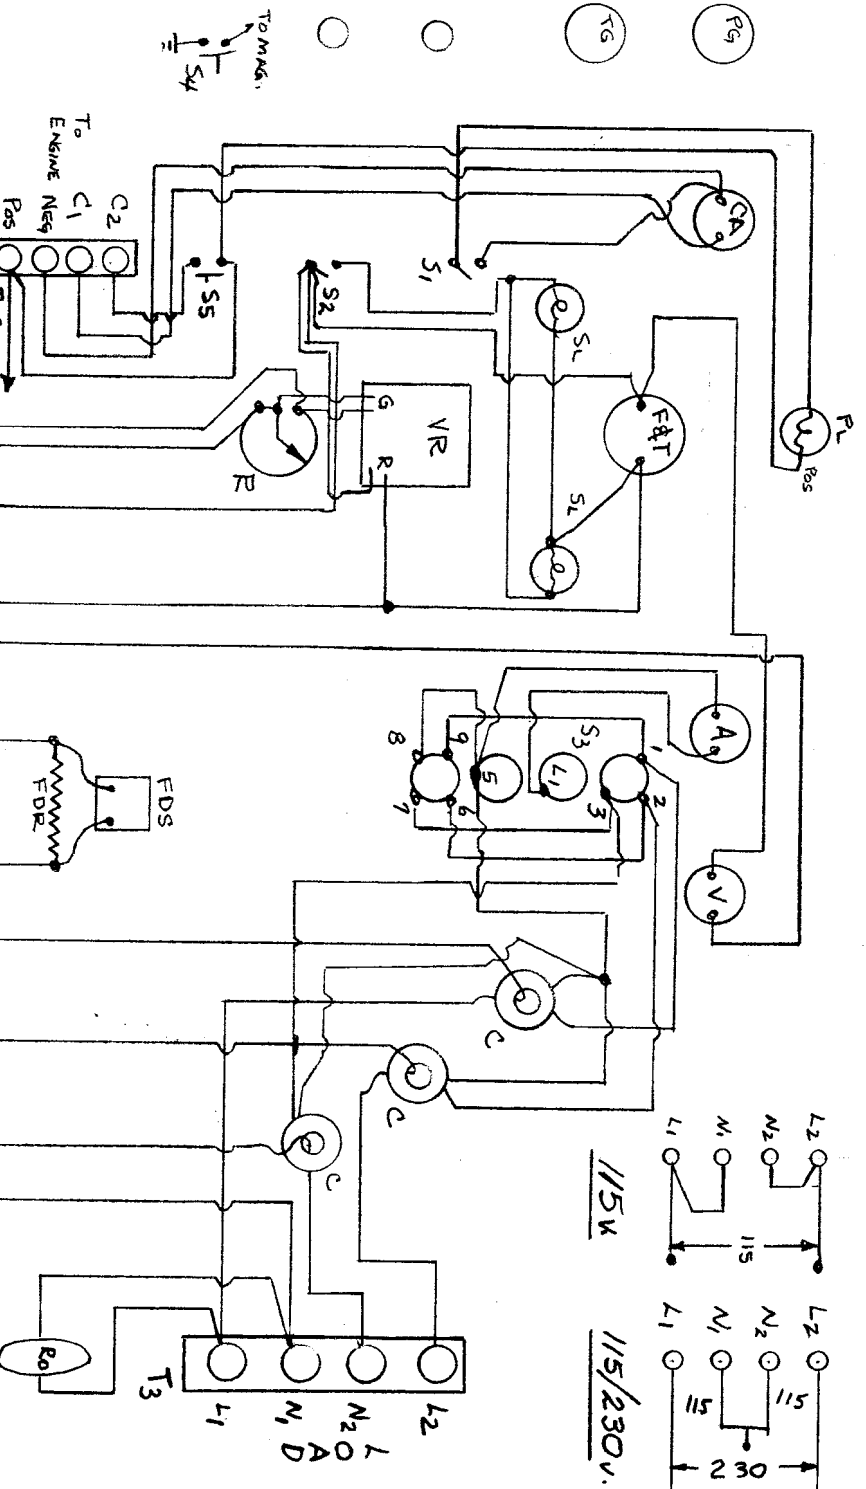 PG
TG
TO MAG.
S4
To
ENGINE
C2
C1
NEG
POS
S5
S2
S1
CA
SL
F&T
SL
PL
POS
VR
G
R
R
A
V
S3
L1
5
1
2
3
6
7
8
9
FDS
FDR
C
C
C
L2
N2
N1
L1
115
115V
L2
N2
N1
L1
115
115
230
115/230V.
RO
T3
L1
N1
N2
L2
LOAD